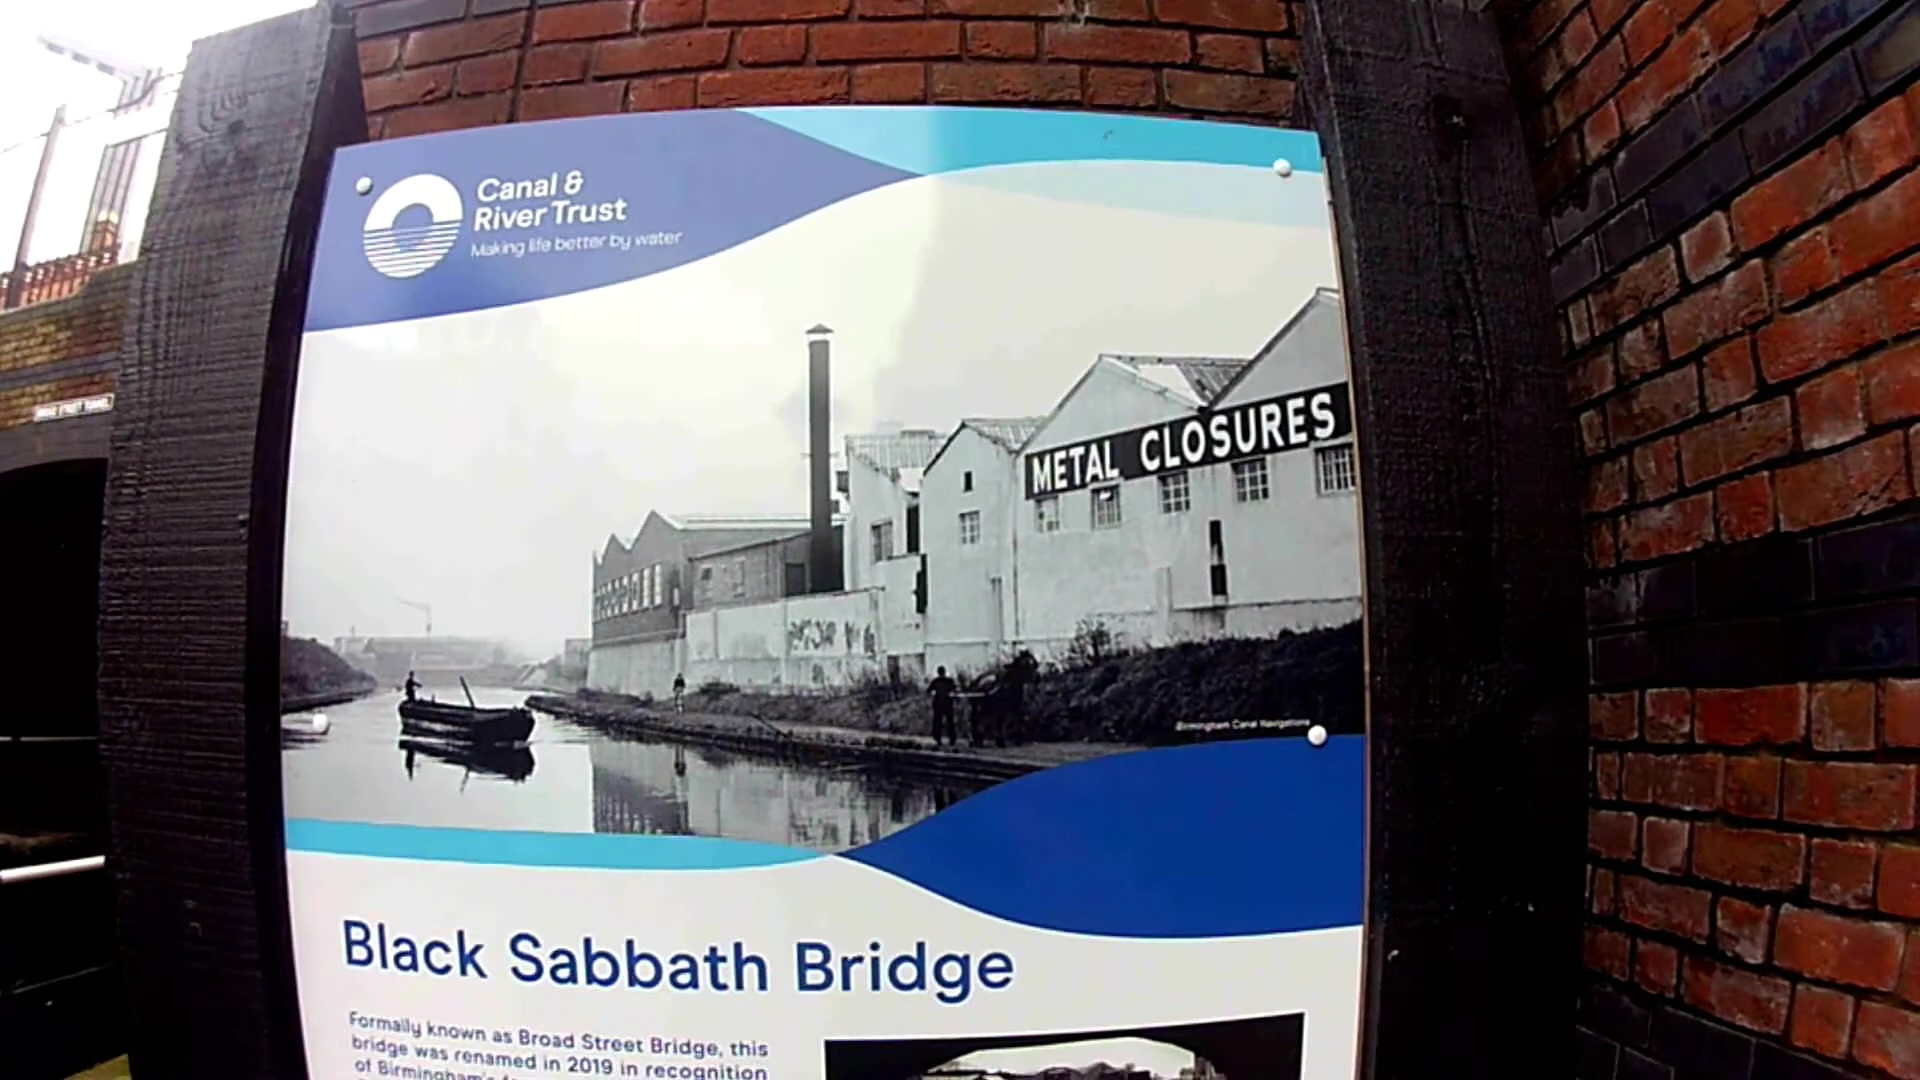 Canal &
River Trust
Making life better by water
METAL CLOSURES
Birmingham Canal Navigations
Black Sabbath Bridge
Formally known as Broad Street Bridge, this
bridge was renamed in 2019 in recognition
of Birmingham's